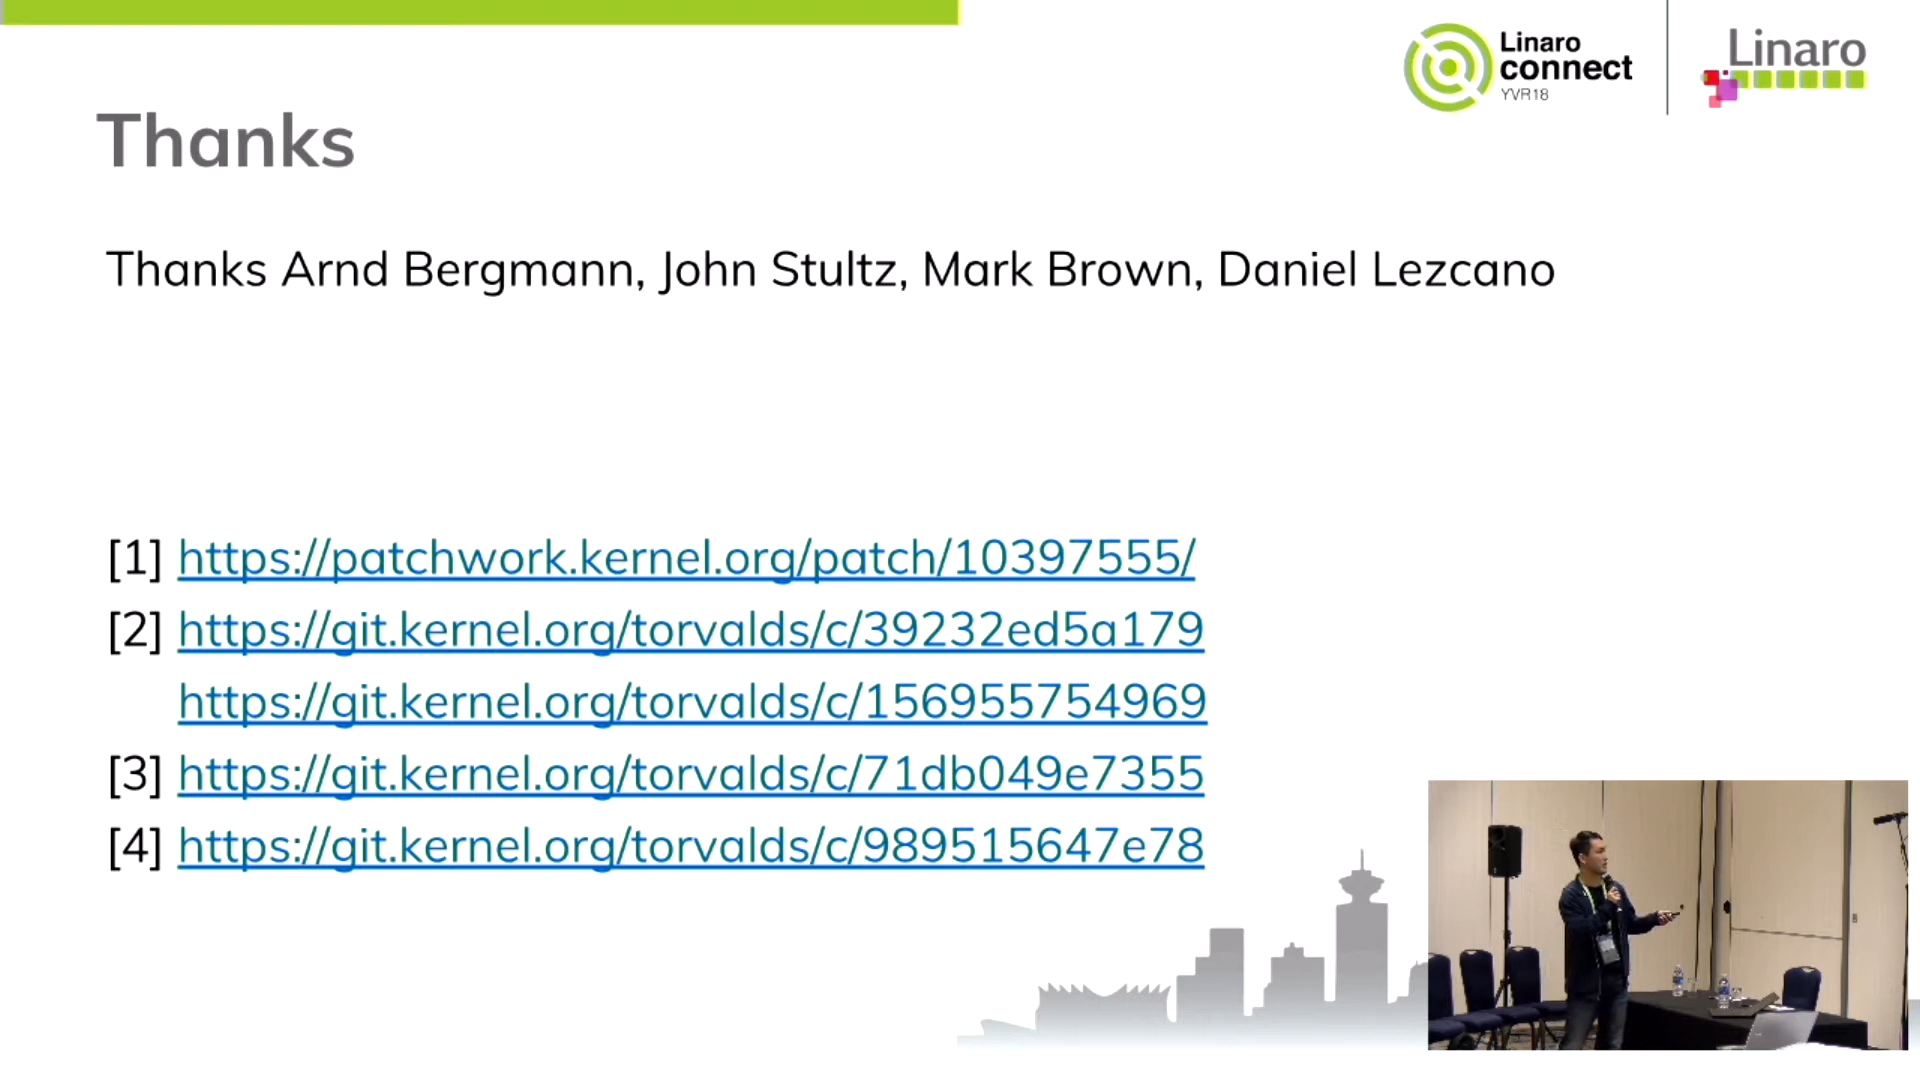 Linaro
connect
YVR18
Linaro
Thanks
Thanks Arnd Bergmann, John Stultz, Mark Brown, Daniel Lezcano
[1] https://patchwork.kernel.org/patch/10397555/
[2] https://git.kernel.org/torvalds/c/39232ed5a179
https://git.kernel.org/torvalds/c/156955754969
[3] https://git.kernel.org/torvalds/c/71db049e7355
[4] https://git.kernel.org/torvalds/c/989515647e78